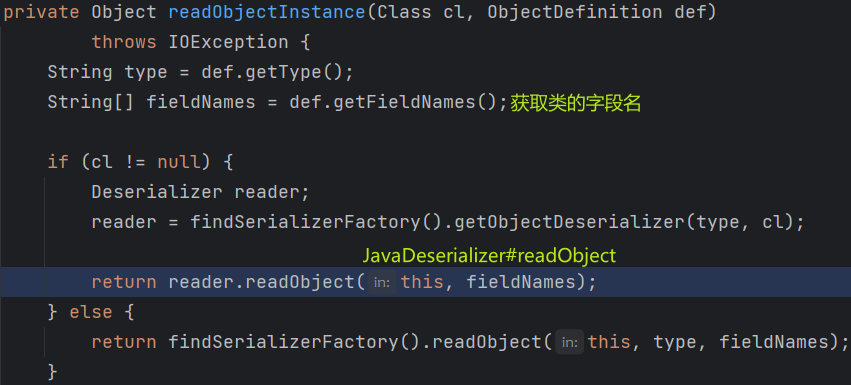 private Object readObjectInstance(Class cl, ObjectDefinition def)
throws IOException {
String type = def.getType();
String[] fieldNames = def.getFieldNames();获取类的字段名
if (cl != null) {
Deserializer reader;
reader = findSerializerFactory().getObjectDeserializer(type, cl);
JavaDeserializer#readObject
return reader.readObject( in: this, fieldNames);
} else {
return findSerializerFactory().readObject( in: this, type, fieldNames);
}